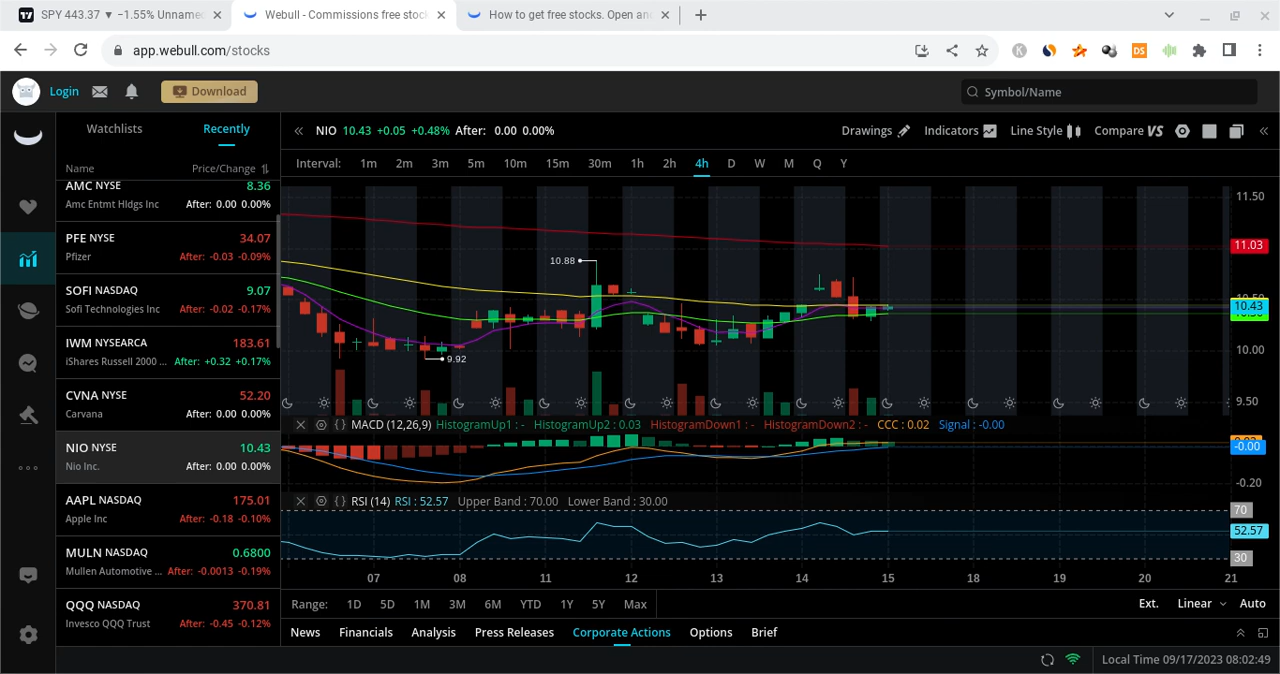 SPY 443.37 ▼ −1.55% Unname
Webull - Commissions free stoc
How to get free stocks. Open an
app.webull.com/stocks
Login
Download
Symbol/Name
Watchlists Recently
Name Price/Change
AMC NYSE 8.36
Amc Entmt Hldgs Inc After: 0.00 0.00%
PFE NYSE 34.07
Pfizer After: -0.03 -0.09%
SOFI NASDAQ 9.07
Sofi Technologies Inc After: -0.02 -0.17%
IWM NYSEARCA 183.61
iShares Russell 2000 ... After: +0.32 +0.17%
CVNA NYSE 52.20
Carvana After: 0.00 0.00%
NIO NYSE 10.43
Nio Inc. After: 0.00 0.00%
AAPL NASDAQ 175.01
Apple Inc After: -0.18 -0.10%
MULN NASDAQ 0.6800
Mullen Automotive ... After: -0.0013 -0.19%
QQQ NASDAQ 370.81
Invesco QQQ Trust After: -0.45 -0.12%
NIO 10.43 +0.05 +0.48% After: 0.00 0.00%
Drawings Indicators Line Style Compare VS
Interval: 1m 2m 3m 5m 10m 15m 30m 1h 2h 4h D W M Q Y
11.50
11.03
10.88
10.43
10.00
9.92
9.50
MACD (12,26,9) HistogramUp1 : - HistogramUp2 : 0.03 HistogramDown1 : - HistogramDown2 : - CCC : 0.02 Signal : -0.00
-0.00
-0.20
RSI (14) RSI : 52.57 Upper Band : 70.00 Lower Band : 30.00
70
52.57
30
07 08 11 12 13 14 15 18 19 20 21
Range: 1D 5D 1M 3M 6M YTD 1Y 5Y Max
Ext. Linear Auto
News Financials Analysis Press Releases Corporate Actions Options Brief
Local Time 09/17/2023 08:02:49